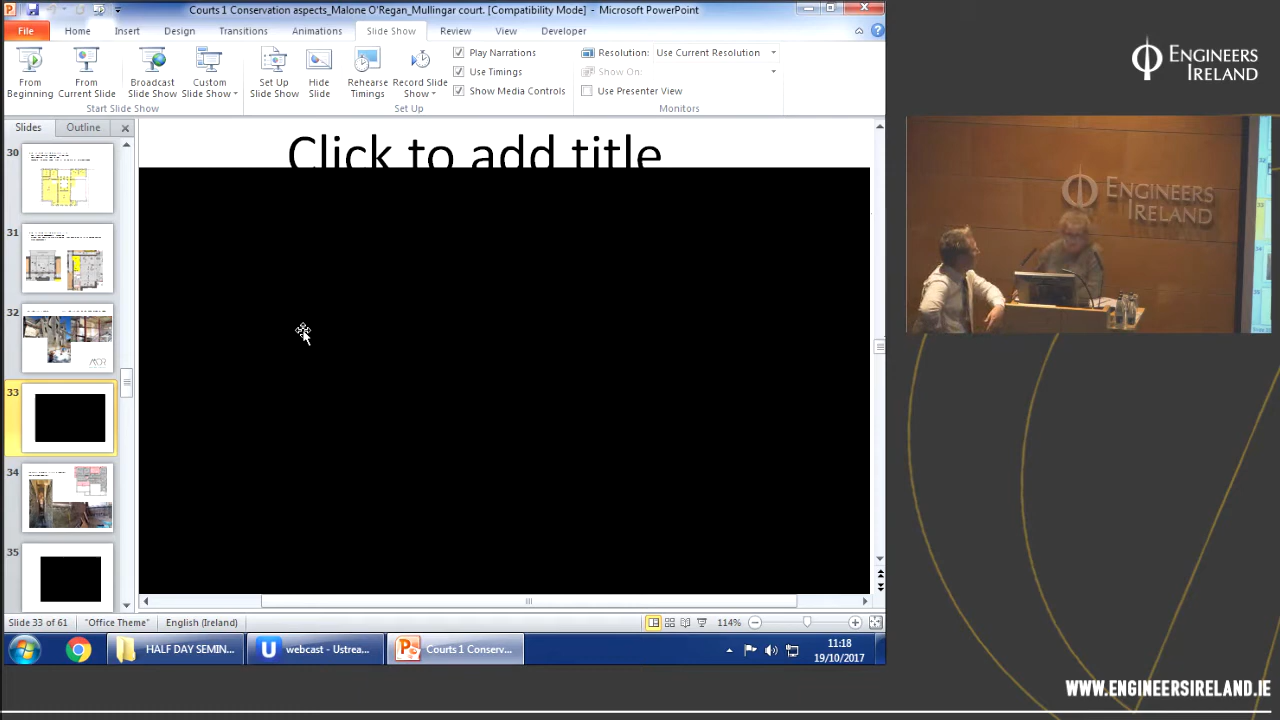 Courts 1 Conservation aspects_Malone O'Regan_Mullingar court. [Compatibility Mode] - Microsoft PowerPoint
File Home Insert Design Transitions Animations Slide Show Review View Developer
From Beginning
From Current Slide
Broadcast Slide Show
Custom Slide Show
Set Up Slide Show
Hide Slide
Rehearse Timings
Record Slide Show
Play Narrations
Use Timings
Show Media Controls
Resolution: Use Current Resolution
Show On:
Use Presenter View
Start Slide Show Set Up Monitors
Slides Outline
30
31
32
33
34
35
Click to add title
Slide 33 of 61 "Office Theme" English (Ireland) 114%
HALF DAY SEMIN... webcast - Ustrea... Courts 1 Conserv...
11:18
19/10/2017
ENGINEERS
IRELAND
ENGINEERS
IRELAND
WWW.ENGINEERSIRELAND.IE